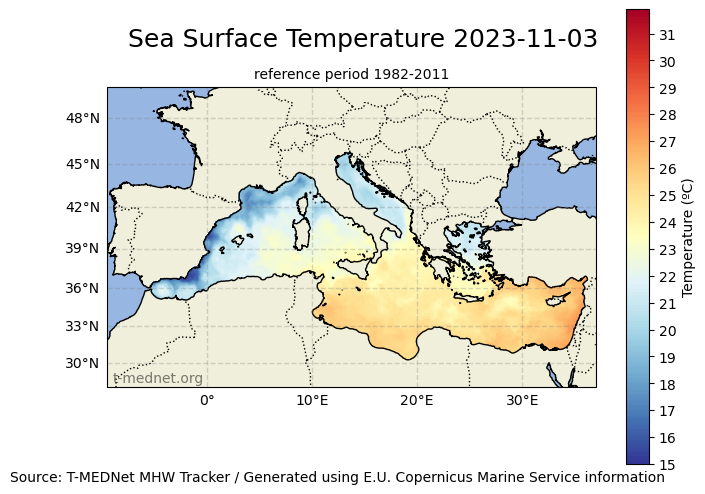 Sea Surface Temperature 2023-11-03
reference period 1982-2011
48°N
45°N
42°N
39°N
36°N
33°N
30°N
0°
10°E
20°E
30°E
t-mednet.org
31
30
29
28
27
26
25
24
23
22
21
20
19
18
17
16
15
Temperature (ºC)
Source: T-MEDNet MHW Tracker / Generated using E.U. Copernicus Marine Service information